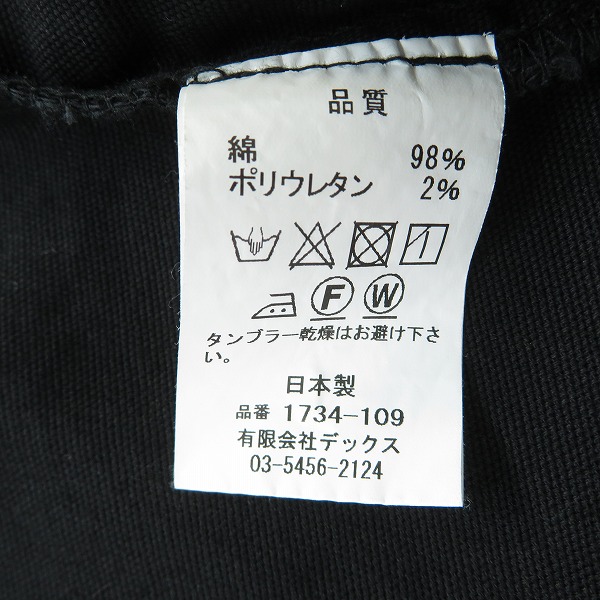 品質
綿 98%
ポリウレタン 2%
F W
タンブラー乾燥はお避け下さ
い。
日本製
品番 1734-109
有限会社デックス
03-5456-2124